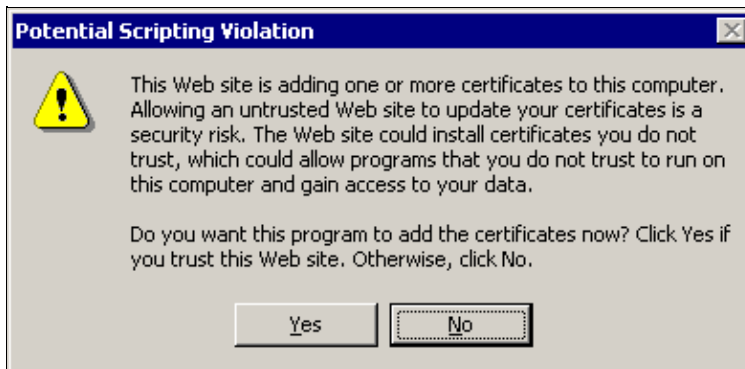 Potential Scripting Violation
This Web site is adding one or more certificates to this computer.
Allowing an untrusted Web site to update your certificates is a
security risk. The Web site could install certificates you do not
trust, which could allow programs that you do not trust to run on
this computer and gain access to your data.
Do you want this program to add the certificates now? Click Yes if
you trust this Web site. Otherwise, click No.
Yes No